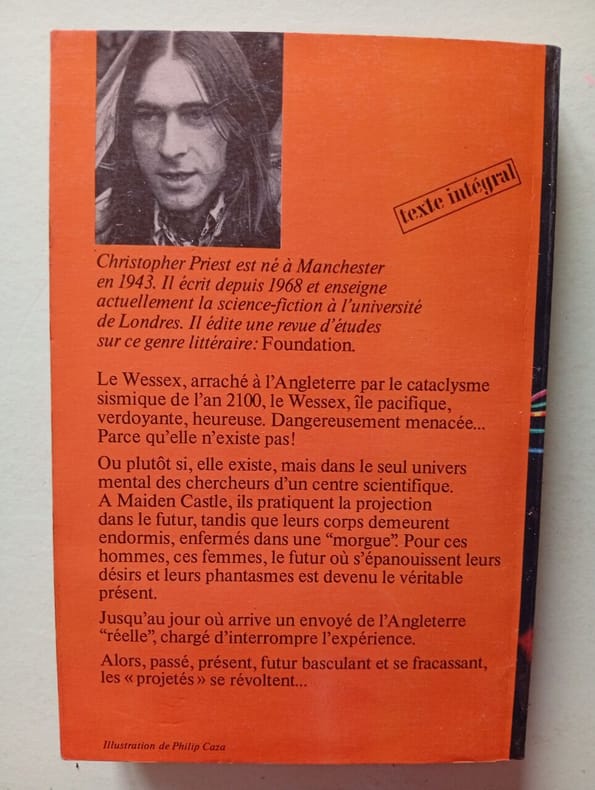 texte intégral
Christopher Priest est né à Manchester
en 1943. Il écrit depuis 1968 et enseigne
actuellement la science-fiction à l'université
de Londres. Il édite une revue d'études
sur ce genre littéraire: Foundation.
Le Wessex, arraché à l'Angleterre par le cataclysme
sismique de l'an 2100, le Wessex, île pacifique,
verdoyante, heureuse. Dangereusement menacée...
Parce qu'elle n'existe pas!
Ou plutôt si, elle existe, mais dans le seul univers
mental des chercheurs d'un centre scientifique.
A Maiden Castle, ils pratiquent la projection
dans le futur, tandis que leurs corps demeurent
endormis, enfermés dans une “morgue”. Pour ces
hommes, ces femmes, le futur où s'épanouissent leurs
désirs et leurs phantasmes est devenu le véritable
présent.
Jusqu'au jour où arrive un envoyé de l'Angleterre
“réelle”, chargé d'interrompre l'expérience.
Alors, passé, présent, futur basculant et se fracassant,
les « projetés » se révoltent...
Illustration de Philip Caza